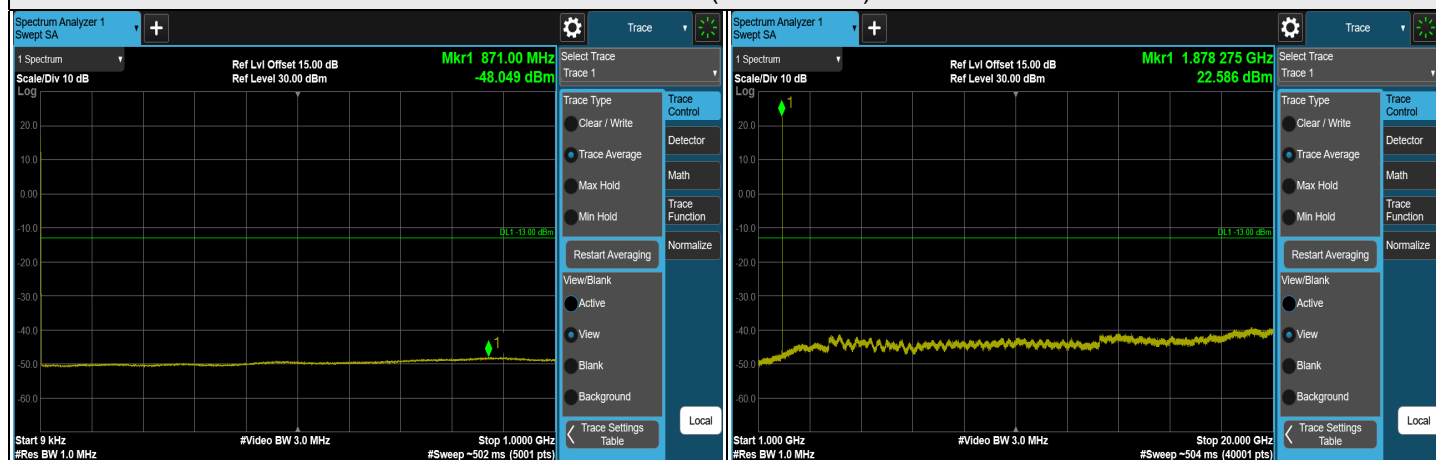 Spectrum Analyzer 1
Swept SA
+
Trace
1 Spectrum
Scale/Div 10 dB
Log
Ref Lvl Offset 15.00 dB
Ref Level 30.00 dBm
Mkr1 871.00 MHz
-48.049 dBm
20.0
10.0
0.00
-10.0
-20.0
-30.0
-40.0
-50.0
-60.0
DL1 -13.00 dBm
1
Start 9 kHz
#Res BW 1.0 MHz
#Video BW 3.0 MHz
Stop 1.0000 GHz
#Sweep ~502 ms (5001 pts)
Select Trace
Trace 1
Trace Type
Clear / Write
Trace Average
Max Hold
Min Hold
Restart Averaging
View/Blank
Active
View
Blank
Background
Trace Settings
Table
Trace
Control
Detector
Math
Trace
Function
Normalize
Local
Spectrum Analyzer 1
Swept SA
+
Trace
1 Spectrum
Scale/Div 10 dB
Log
Ref Lvl Offset 15.00 dB
Ref Level 30.00 dBm
Mkr1 1.878 275 GHz
22.586 dBm
1
20.0
10.0
0.00
-10.0
-20.0
-30.0
-40.0
-50.0
-60.0
DL1 -13.00 dBm
Start 1.000 GHz
#Res BW 1.0 MHz
#Video BW 3.0 MHz
Stop 20.000 GHz
#Sweep ~504 ms (40001 pts)
Select Trace
Trace 1
Trace Type
Clear / Write
Trace Average
Max Hold
Min Hold
Restart Averaging
View/Blank
Active
View
Blank
Background
Trace Settings
Table
Trace
Control
Detector
Math
Trace
Function
Normalize
Local